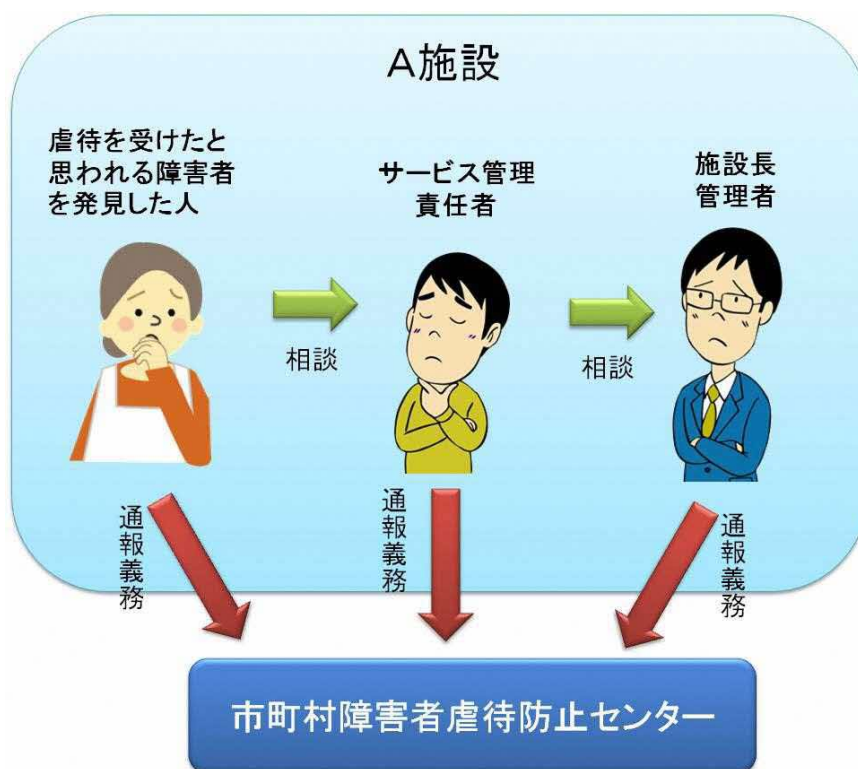 A施設
虐待を受けたと
思われる障害者
を発見した人
サービス管理
責任者
施設長
管理者
相談
相談
通報義務
通報義務
通報義務
市町村障害者虐待防止センター